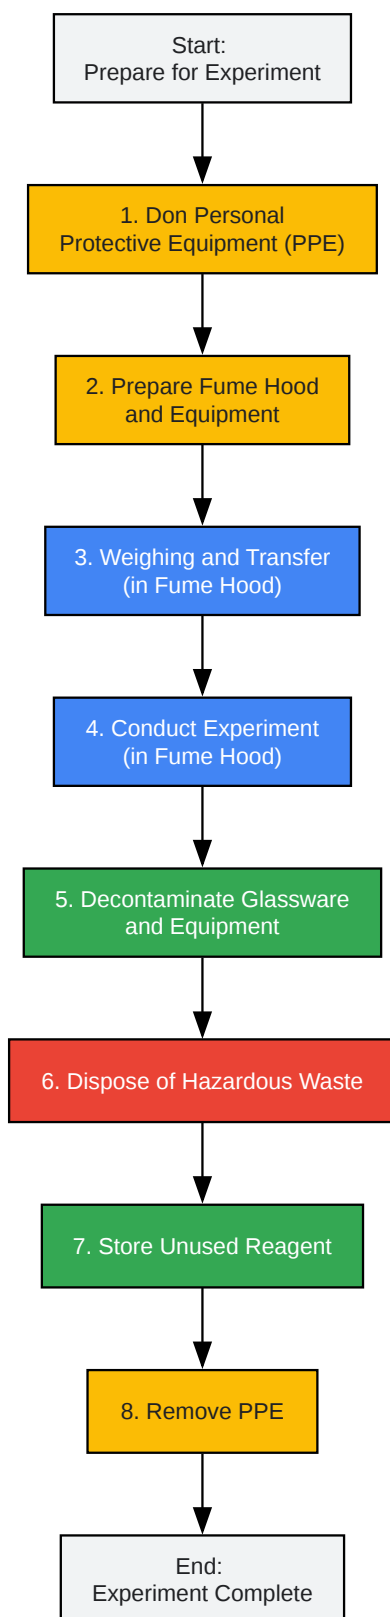 Start:
Prepare for Experiment
1. Don Personal
Protective Equipment (PPE)
2. Prepare Fume Hood
and Equipment
3. Weighing and Transfer
(in Fume Hood)
4. Conduct Experiment
(in Fume Hood)
5. Decontaminate Glassware
and Equipment
6. Dispose of Hazardous Waste
7. Store Unused Reagent
8. Remove PPE
End:
Experiment Complete